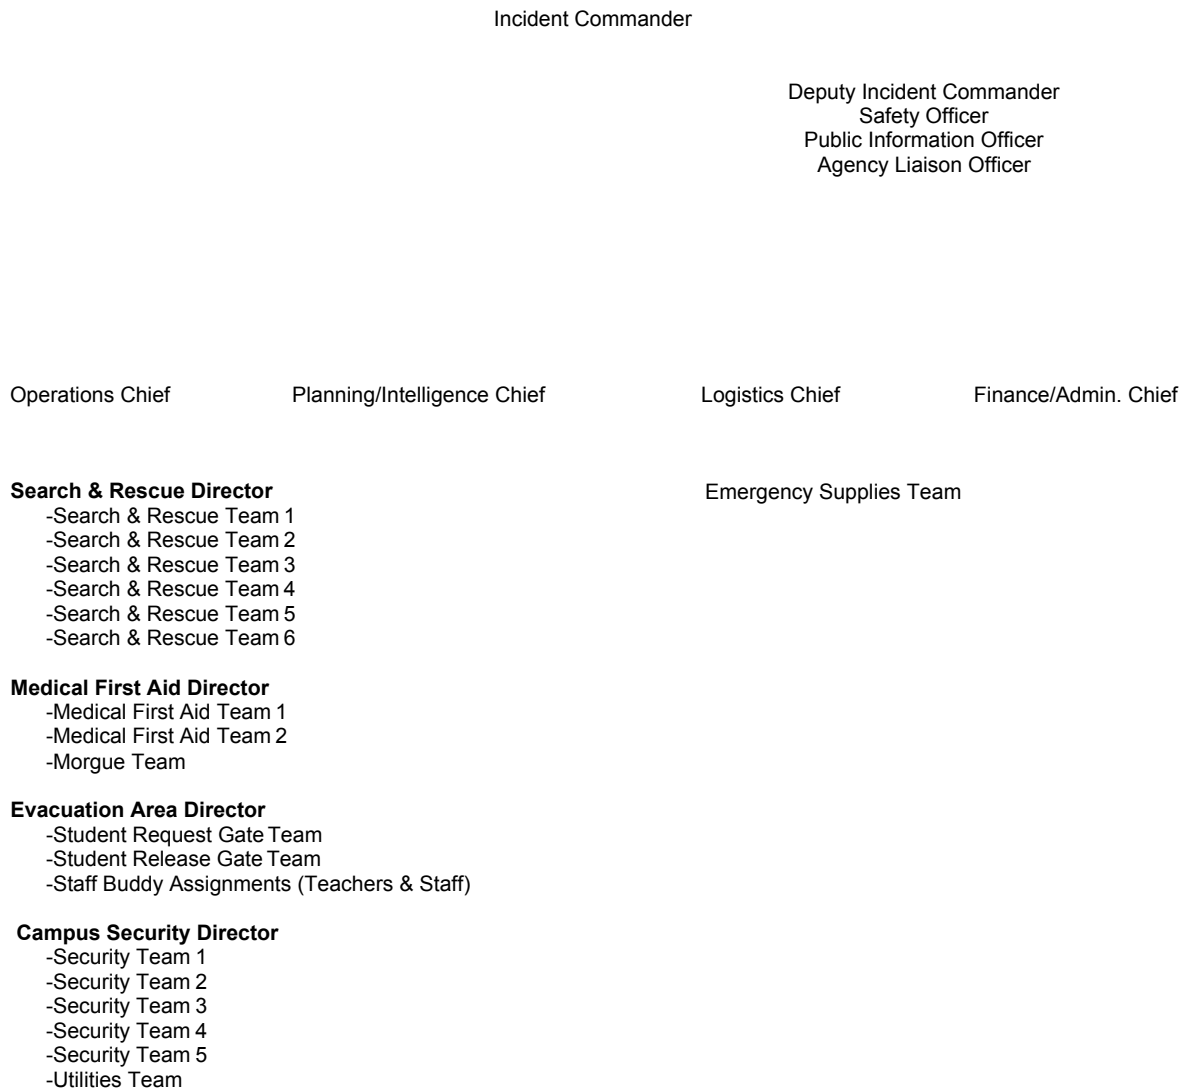 Incident Commander
Deputy Incident Commander
Safety Officer
Public Information Officer
Agency Liaison Officer
Operations Chief Planning/Intelligence Chief Logistics Chief Finance/Admin. Chief
Search & Rescue Director
-Search & Rescue Team 1
-Search & Rescue Team 2
-Search & Rescue Team 3
-Search & Rescue Team 4
-Search & Rescue Team 5
-Search & Rescue Team 6
Medical First Aid Director
-Medical First Aid Team 1
-Medical First Aid Team 2
-Morgue Team
Evacuation Area Director
-Student Request Gate Team
-Student Release Gate Team
-Staff Buddy Assignments (Teachers & Staff)
Campus Security Director
-Security Team 1
-Security Team 2
-Security Team 3
-Security Team 4
-Security Team 5
-Utilities Team
Emergency Supplies Team